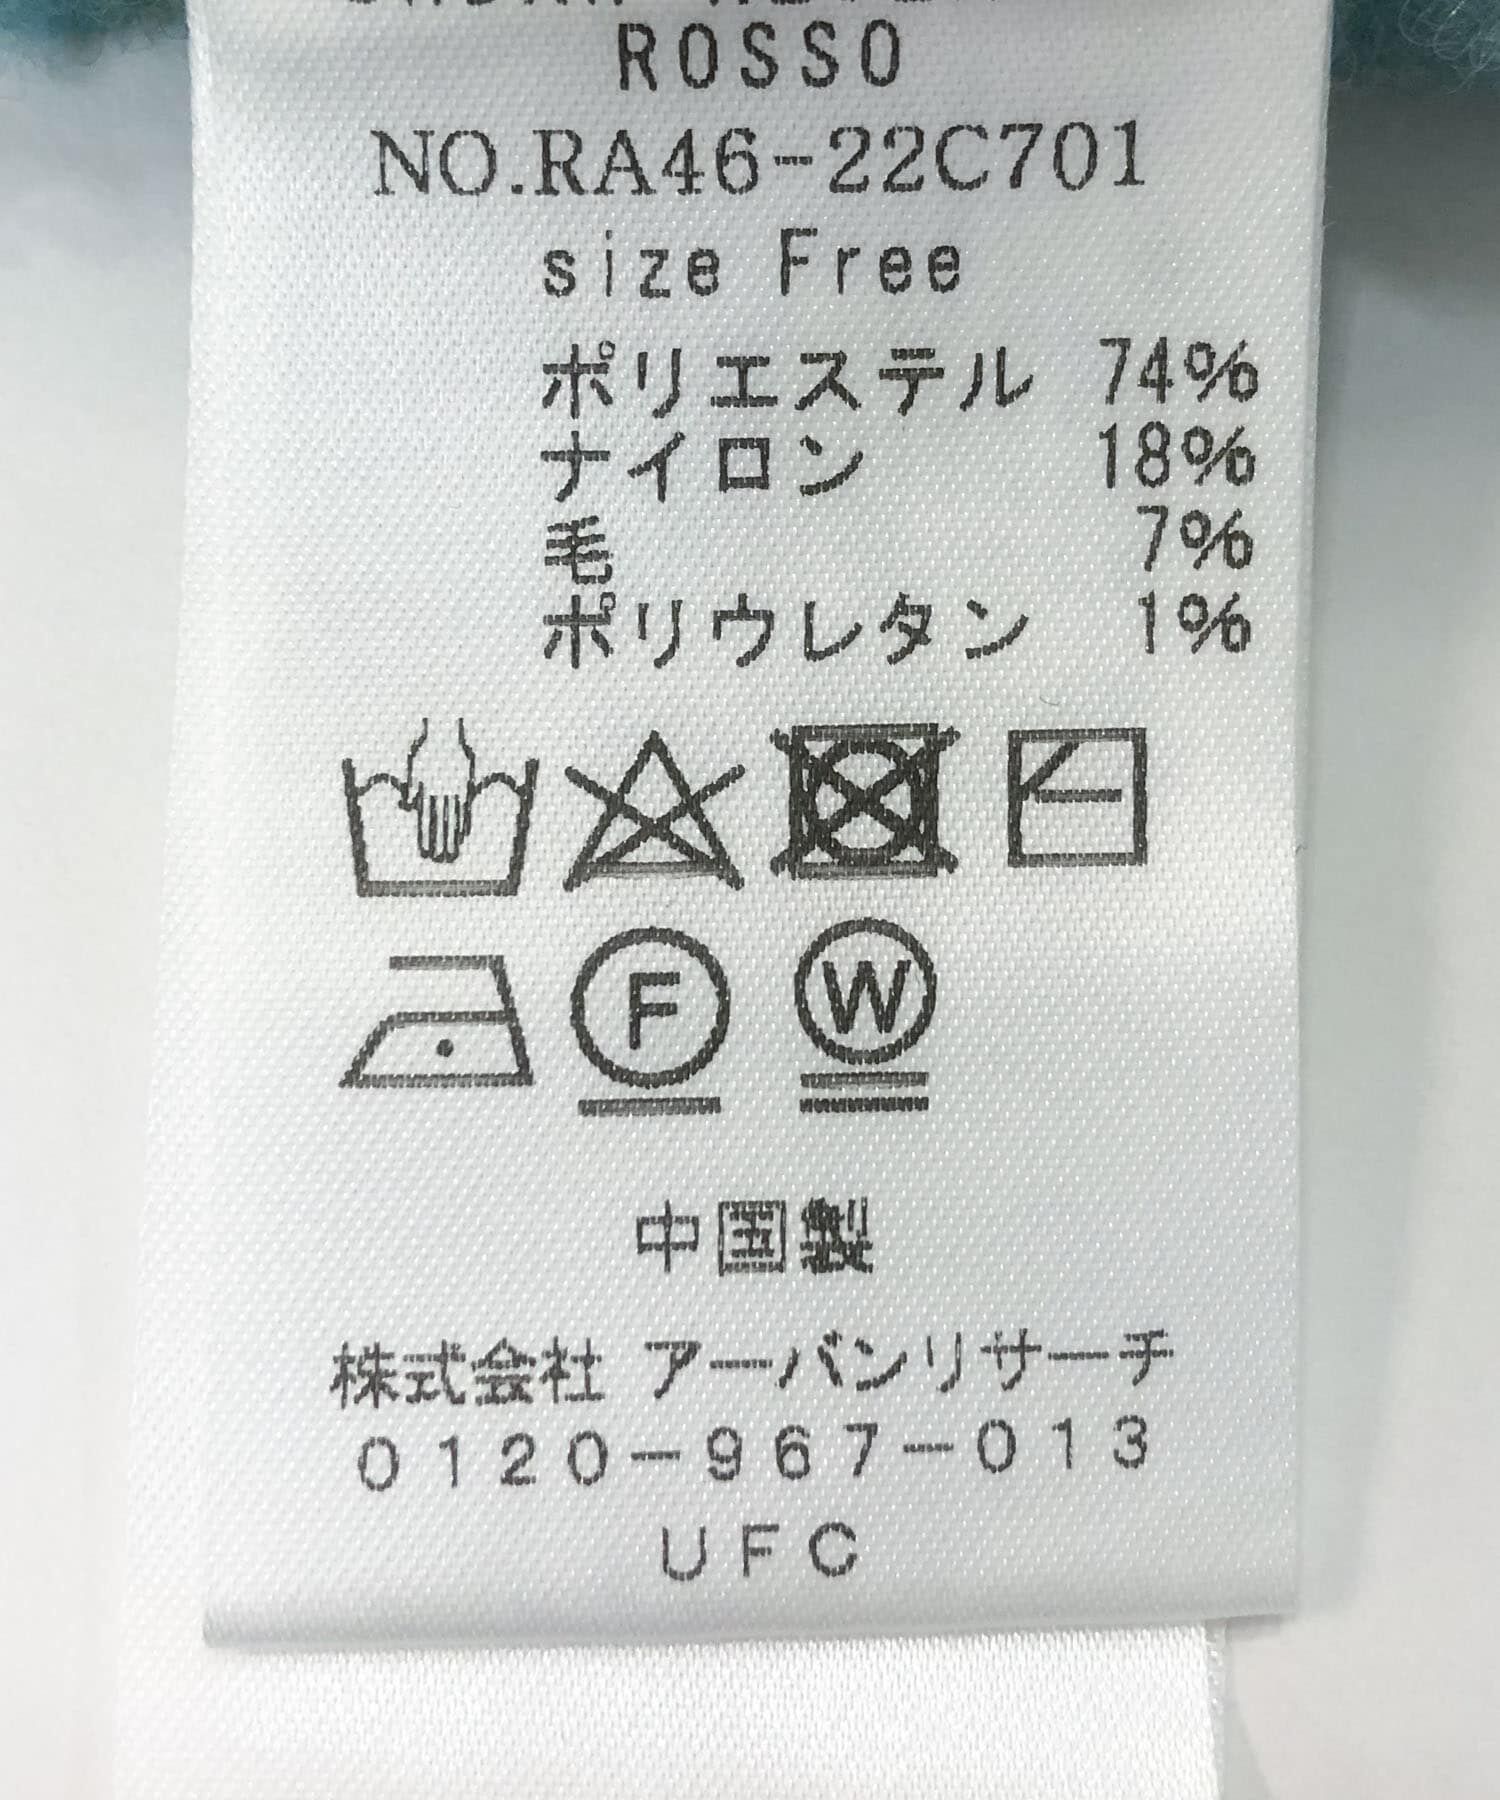 ROSSO
NO.RA46-22C701
size Free
ポリエステル 74%
ナイロン 18%
毛 7%
ポリウレタン 1%
F W
中国製
株式会社 アーバンリサーチ
0120-967-013
UFC